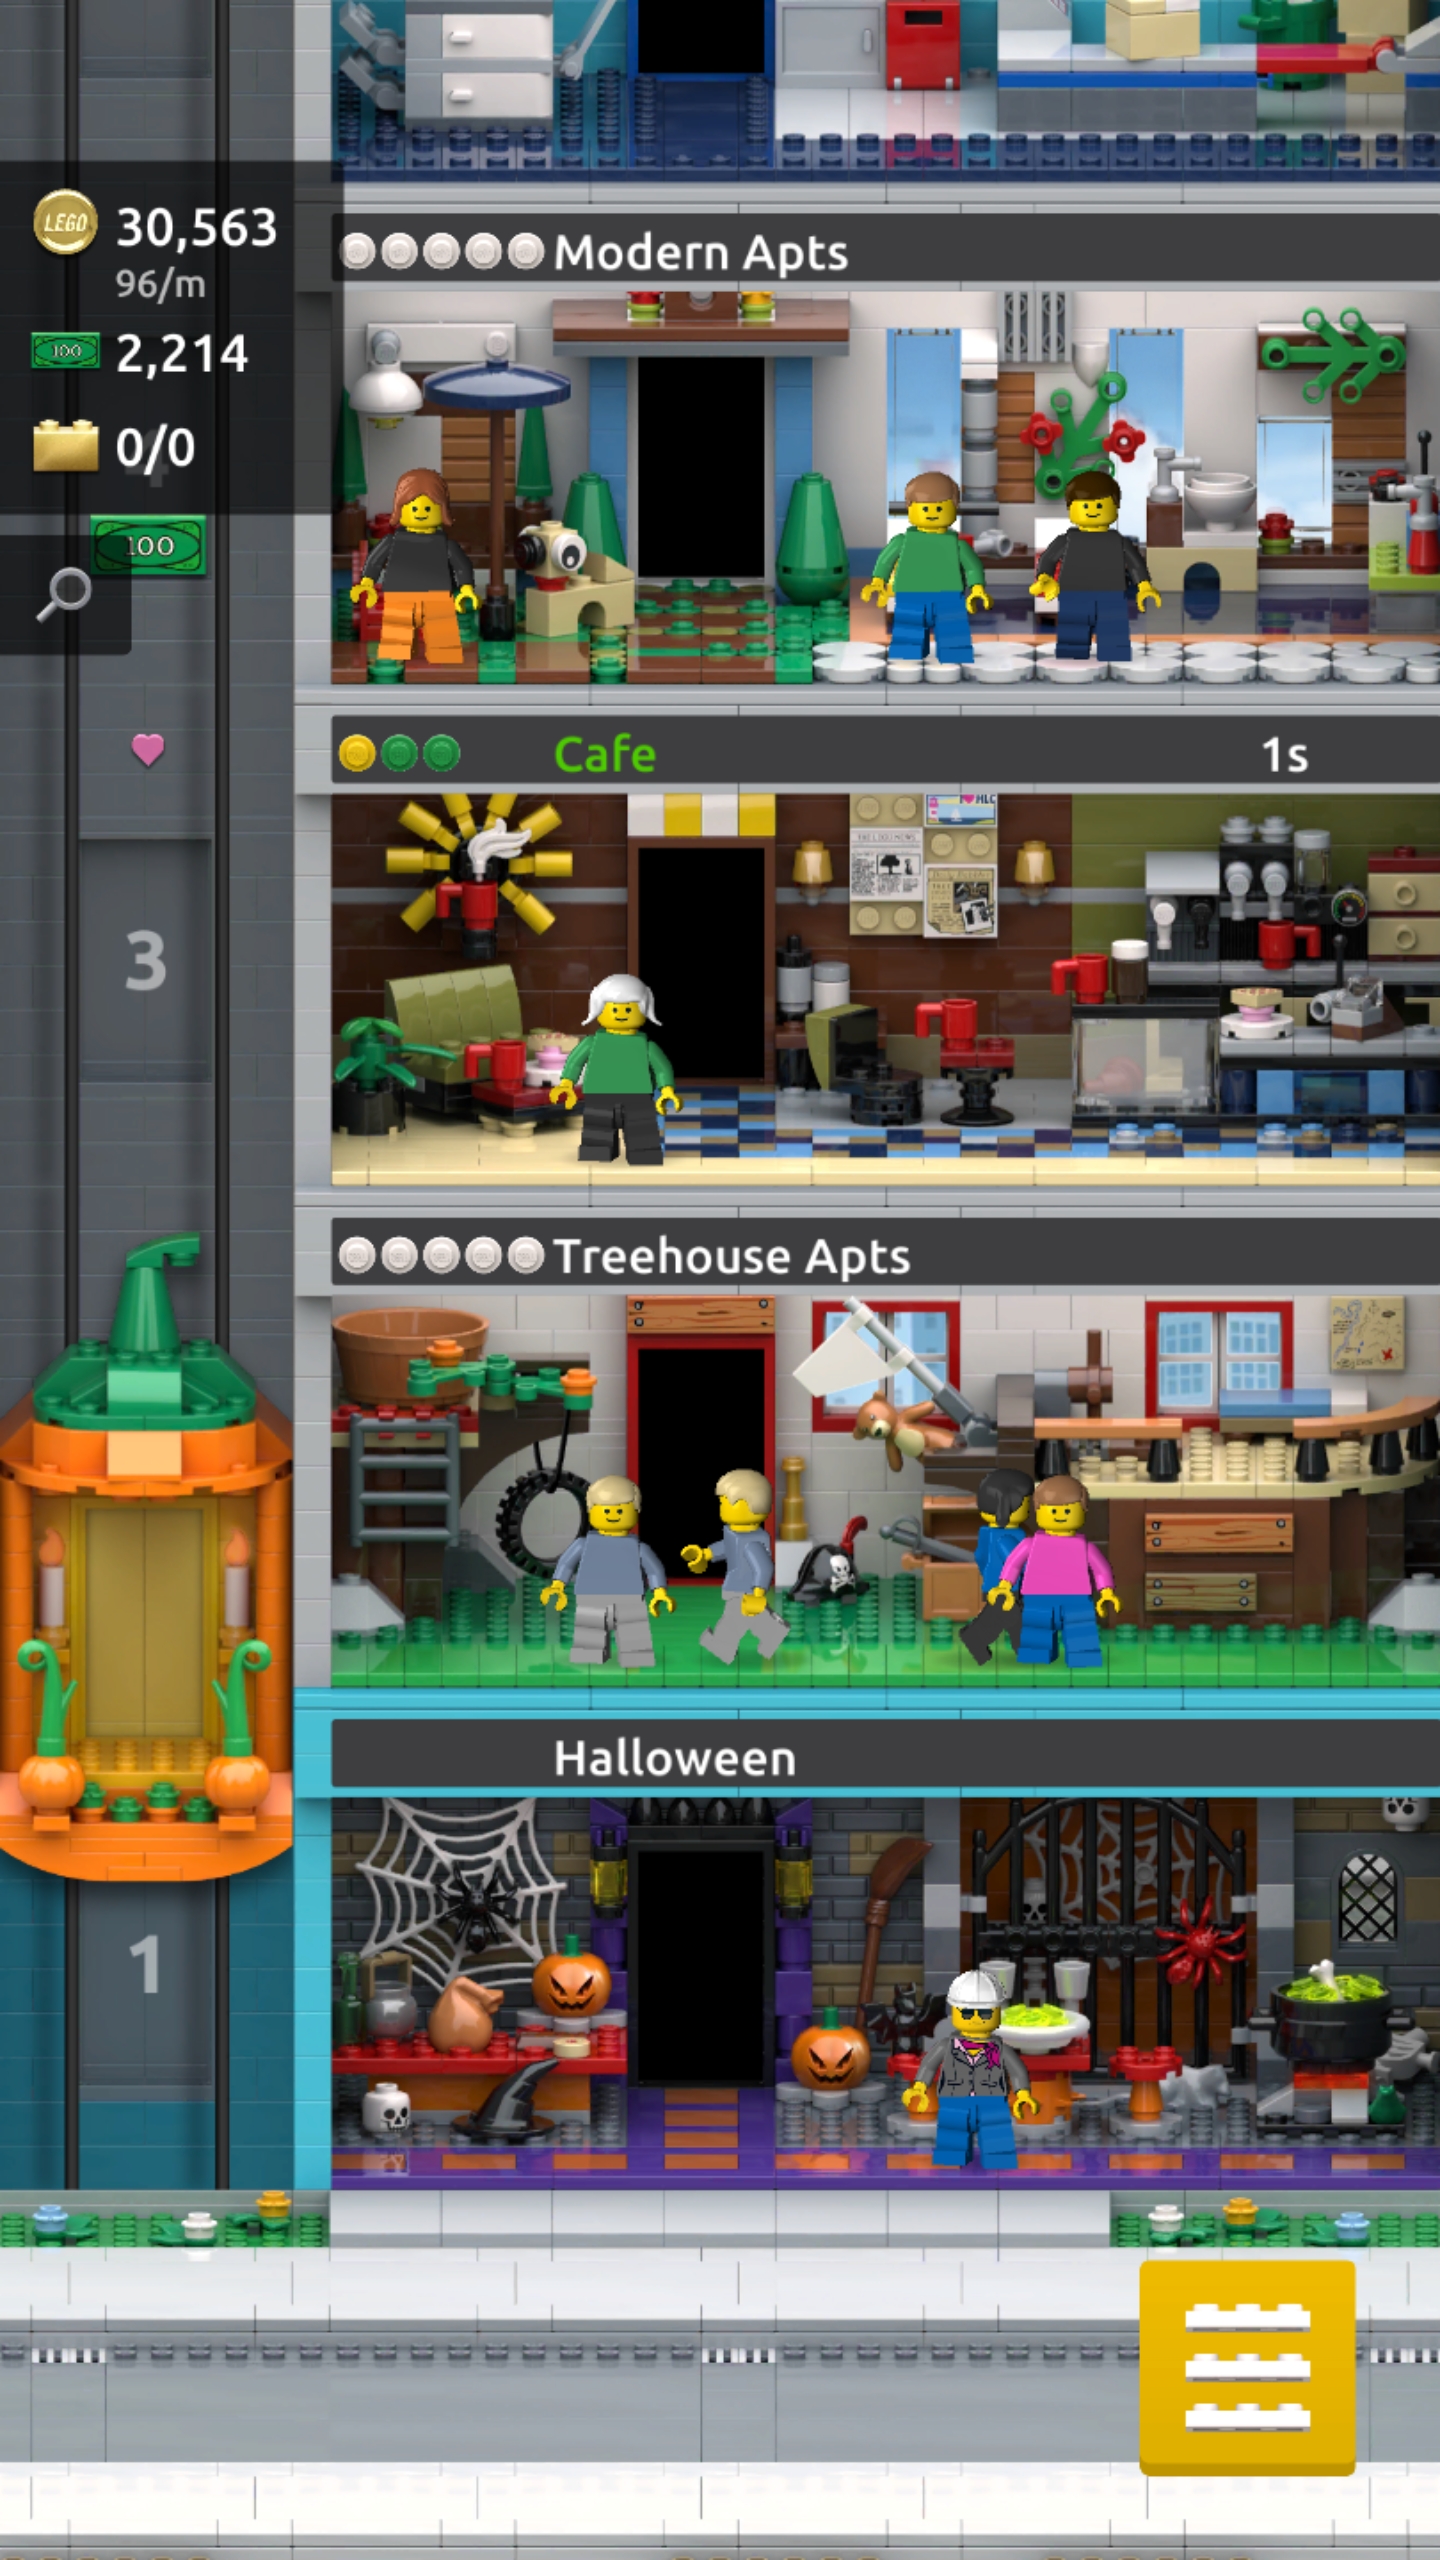 LEGO 30,563
96/m
100 2,214
0/0
Modern Apts
100
Cafe 1s
3
Treehouse Apts
Halloween
1